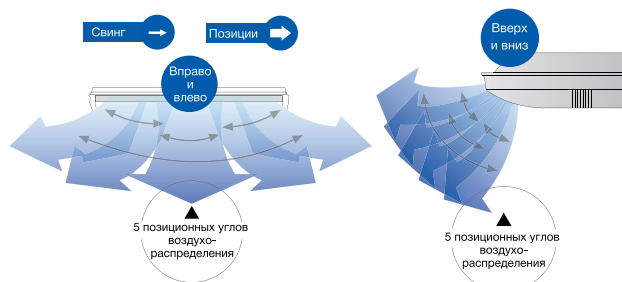 Свинг
Позиции
Вправо
и
влево
Вверх
и вниз
5 позиционных углов
воздухо-
распределения
5 позиционных углов
воздухо-
распределения